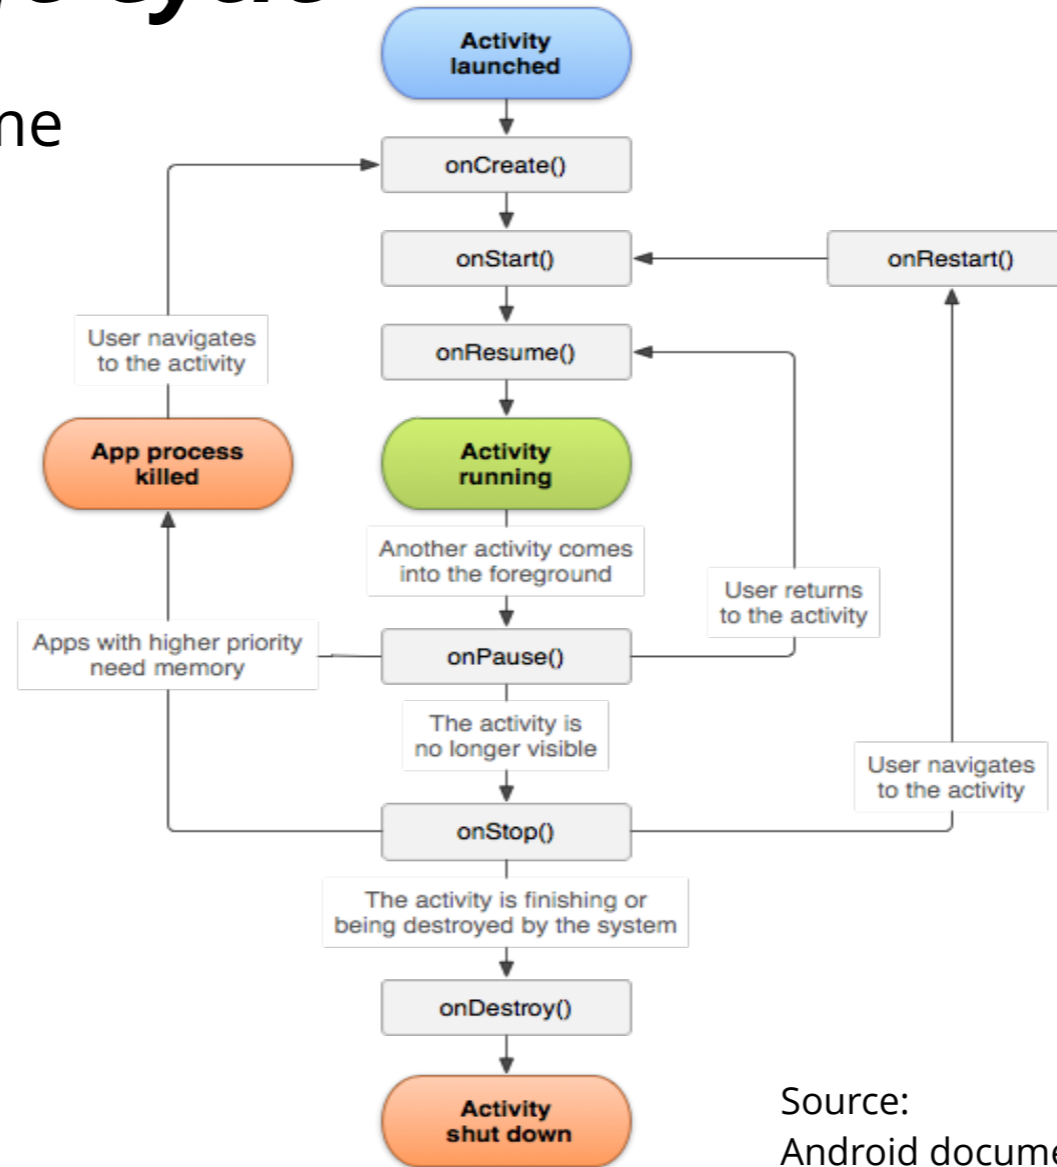 Activity
launched
onCreate()
onStart()
onRestart()
onResume()
User navigates
to the activity
App process
killed
Activity
running
Another activity comes
into the foreground
User returns
to the activity
Apps with higher priority
need memory
onPause()
The activity is
no longer visible
User navigates
to the activity
onStop()
The activity is finishing or
being destroyed by the system
onDestroy()
Activity
shut down
Source:
Android